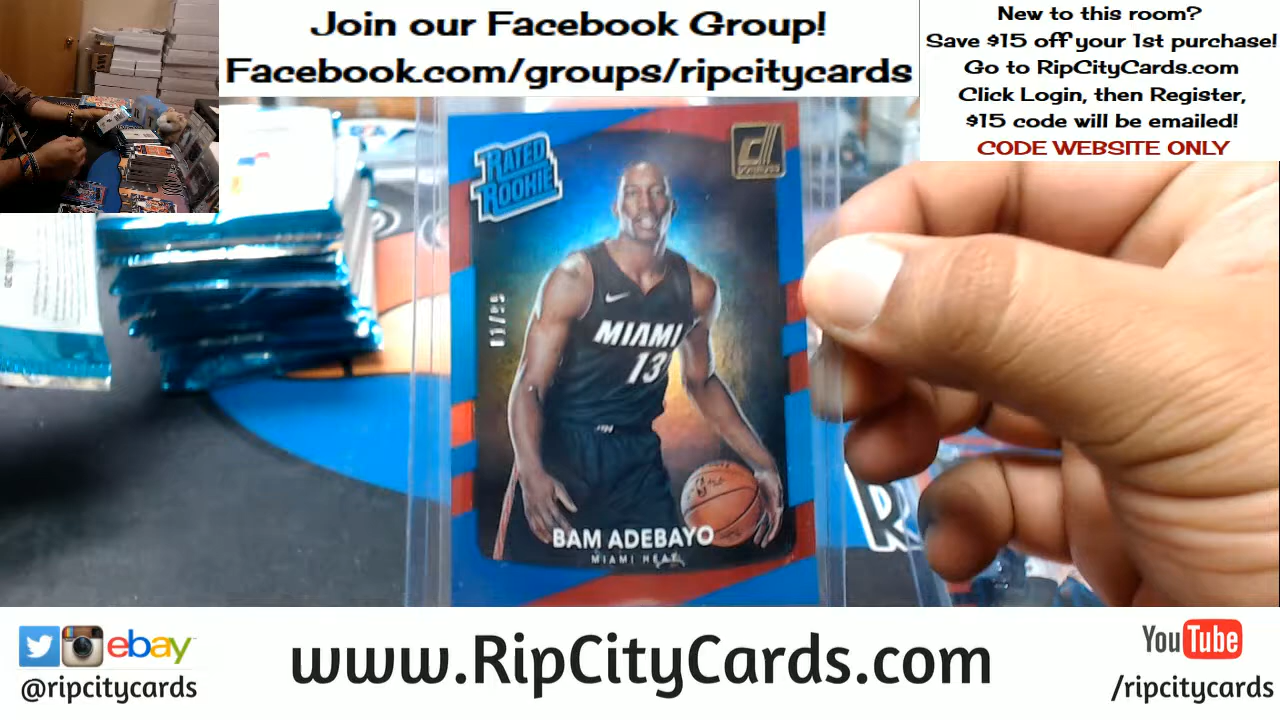 Join our Facebook Group!
Facebook.com/groups/ripcitycards
New to this room?
Save $15 off your 1st purchase!
Go to RipCityCards.com
Click Login, then Register,
$15 code will be emailed!
CODE WEBSITE ONLY
RATED
ROOKIE
MIAMI
13
BAM ADEBAYO
MIAMI HEAT
ebay
@ripcitycards
www.RipCityCards.com
YouTube
/ripcitycards